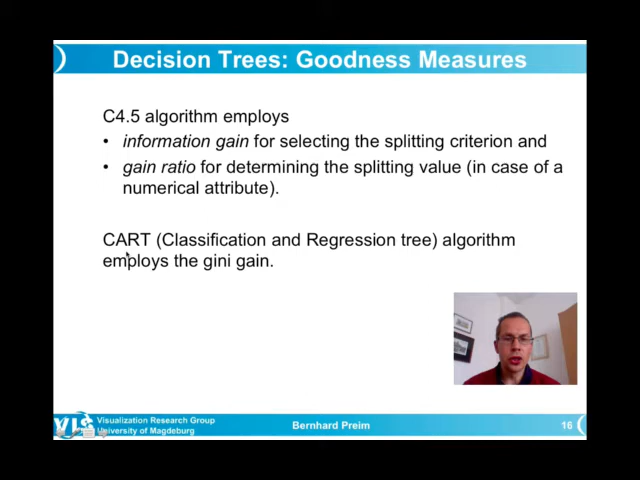 Decision Trees: Goodness Measures
C4.5 algorithm employs
• information gain for selecting the splitting criterion and
• gain ratio for determining the splitting value (in case of a
numerical attribute).
CART (Classification and Regression tree) algorithm
employs the gini gain.
VIS
Visualization Research Group
University of Magdeburg
Bernhard Preim
16